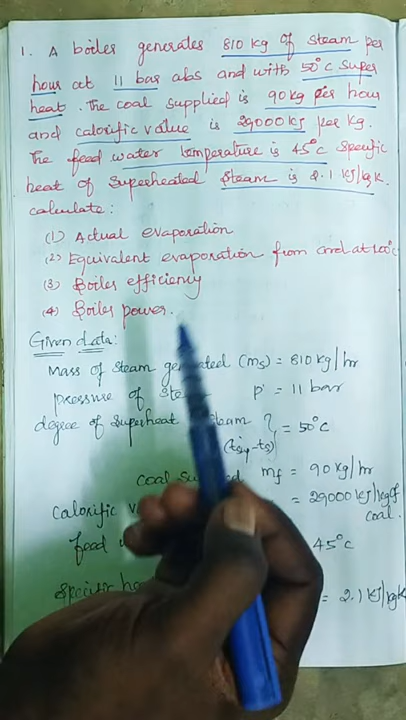 1. A boiler generates 810 kg of steam per
hour at 11 bar abs and with 50°c super
heat. The coal supplied is 90 kg per hour
and calorific value is 29000 kJ per kg.
The feed water temperature is 45°c Specific
heat of Superheated Steam is 2.1 kJ/kg.k.
calculate:
(1) Actual evaporation
(2) Equivalent evaporation from and at 100°c
(3) Boiler efficiency
(4) Boiler power.
Given data:
Mass of Steam generated (ms) = 810 kg/hr
pressure of p = 11 bar
degree of Superheat Steam } = 50°c
(tsup-ts)
coal mf = 90 kg/hr
Calorific = 29000 kJ/kg of
coal.
feed 45°c
Specific = 2.1 kJ/kg k